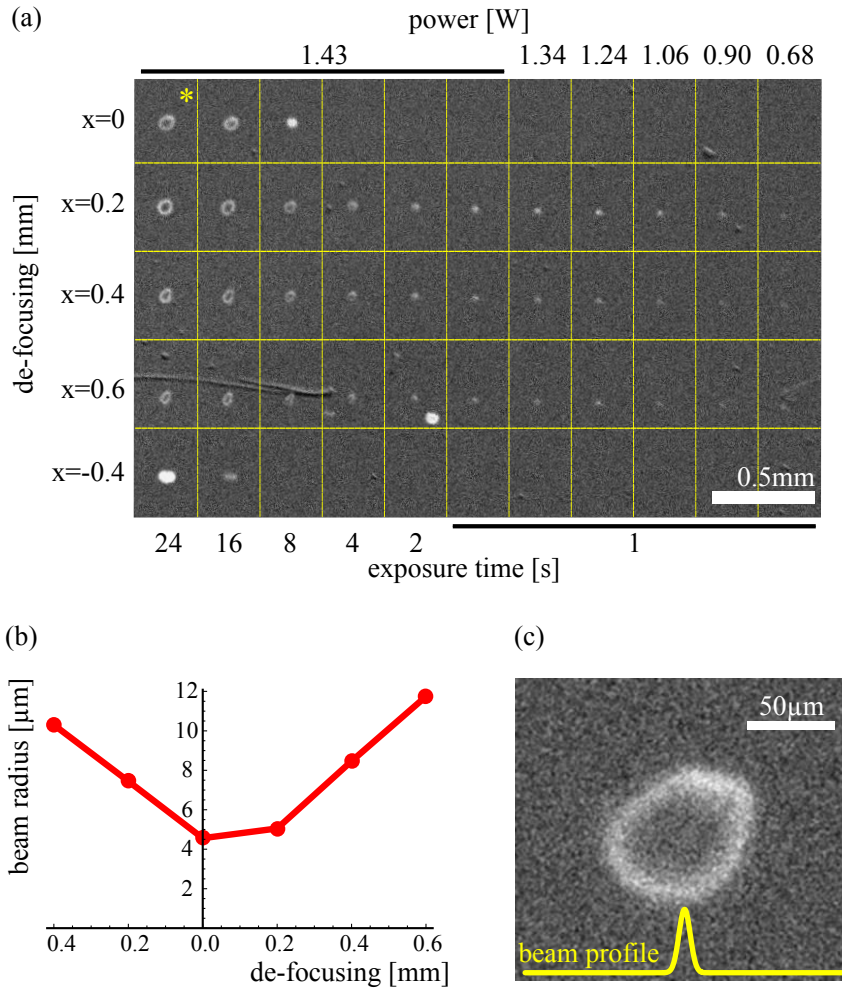 (a)
power [W]
1.43 1.34 1.24 1.06 0.90 0.68
*
x=0
x=0.2
x=0.4
x=0.6
x=-0.4
de-focusing [mm]
0.5mm
24 16 8 4 2 1
exposure time [s]
(b)
beam radius [µm]
12
10
8
6
4
2
0.4 0.2 0.0 0.2 0.4 0.6
de-focusing [mm]
(c)
50µm
beam profile